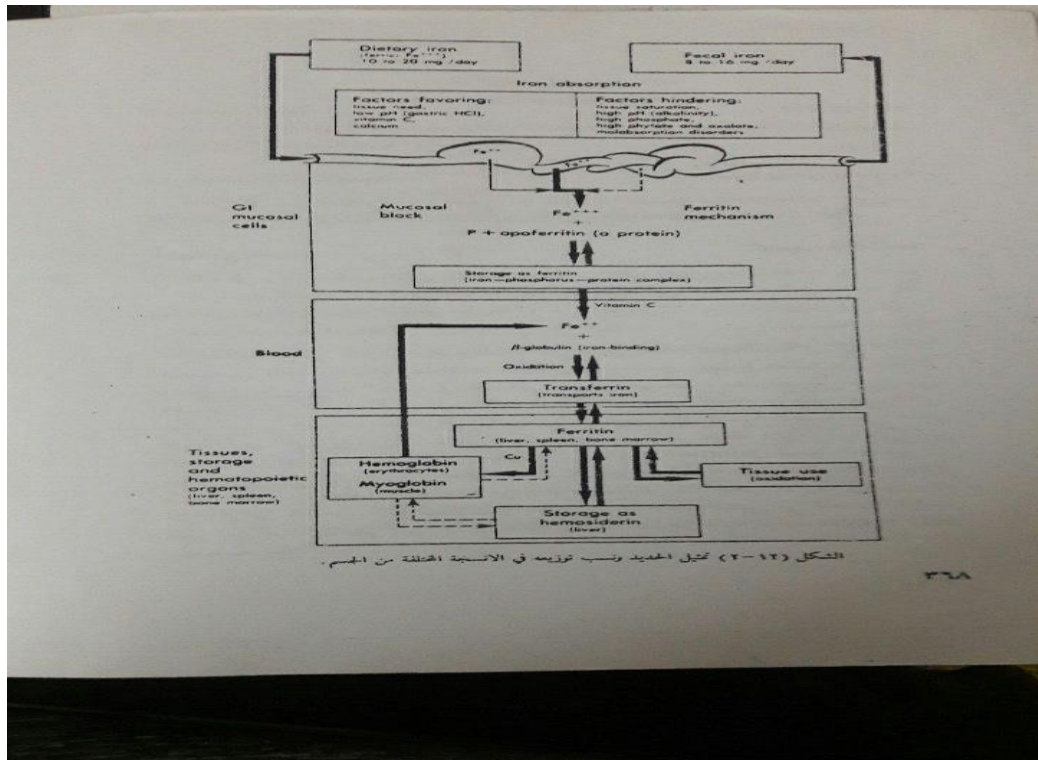 Dietary iron
(ferric, Fe+++)
10 to 20 mg/day
Fecal iron
8 to 16 mg/day
Iron absorption
Factors favoring:
tissue need,
low pH (gastric HCl),
vitamin C,
calcium
Factors hindering:
tissue saturation,
high pH (alkalinity),
high phosphate,
high phytate and oxalate,
malabsorption disorders
Fe++
Fe++
GI
mucosal
cells
Mucosal
block
Fe+++
+
P + apoferritin (a protein)
Ferritin
mechanism
Storage as ferritin
(iron—phosphorus—protein complex)
Vitamin C
Blood
Fe++
+
β-globulin (iron-binding)
Oxidation
Transferrin
(transports iron)
Tissues,
storage
and
hematopoietic
organs
(liver, spleen,
bone marrow)
Ferritin
(liver, spleen, bone marrow)
Cu
Hemoglobin
(erythrocytes)
Myoglobin
(muscle)
Tissue use
(oxidation)
Storage as
hemosiderin
(liver)
الشكل (١٢-٢) تمثيل الحديد ونسب توزيعه في الانسجة المختلفة من الجسم .
٣٦٨